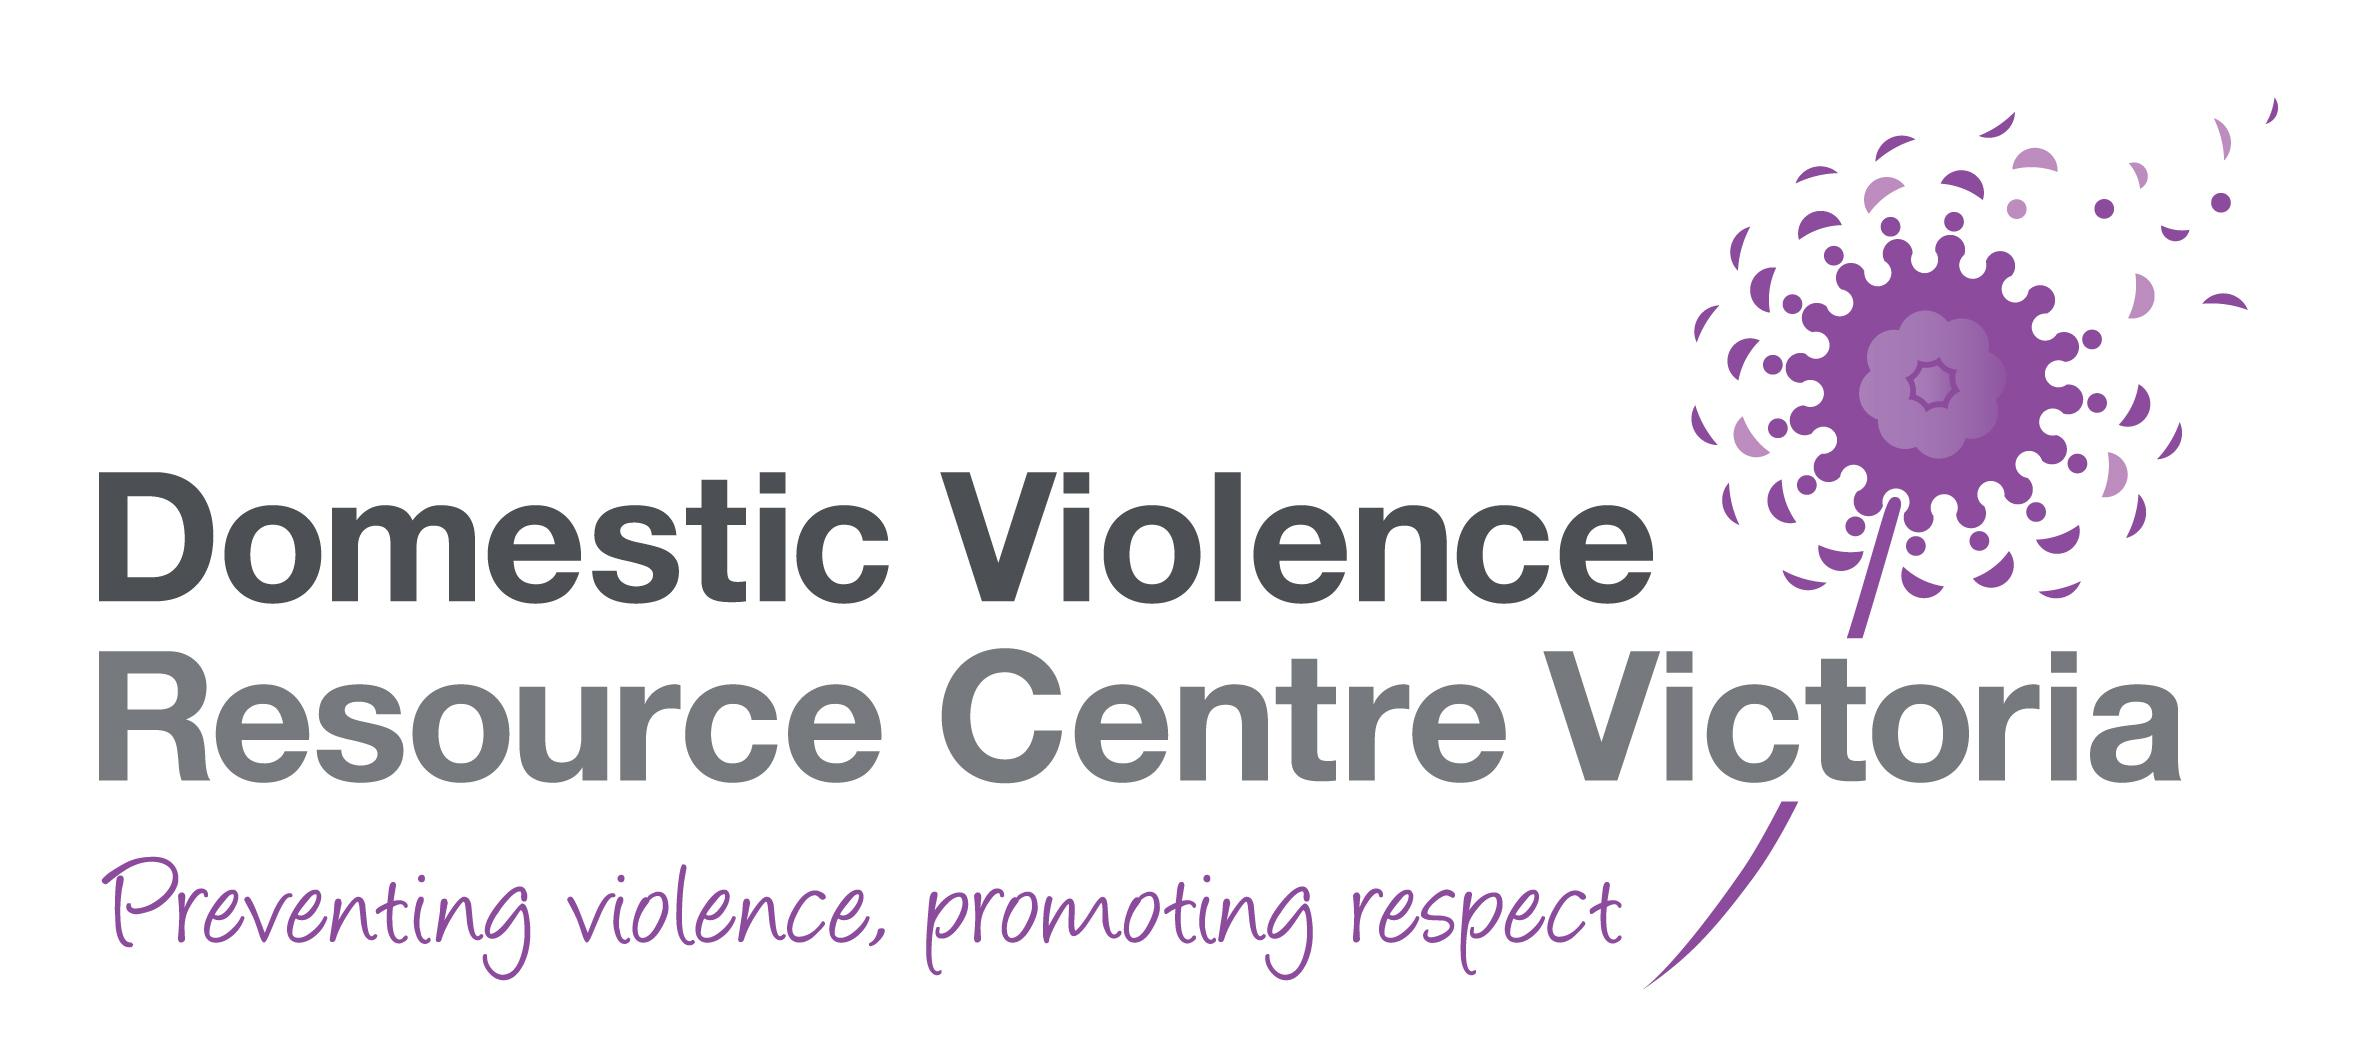 Domestic Violence
Resource Centre Victoria
Preventing violence, promoting respect